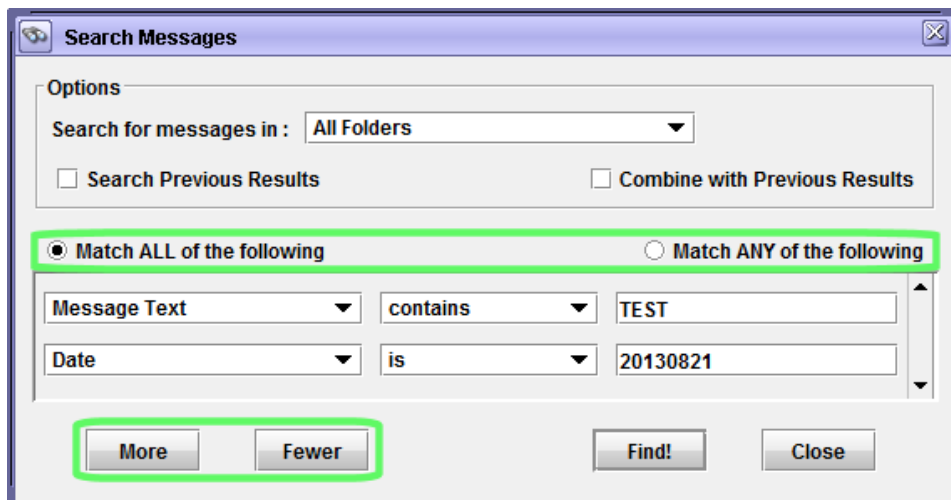 Search Messages
Options
Search for messages in : All Folders
Search Previous Results Combine with Previous Results
Match ALL of the following Match ANY of the following
Message Text contains TEST
Date is 20130821
More Fewer Find! Close